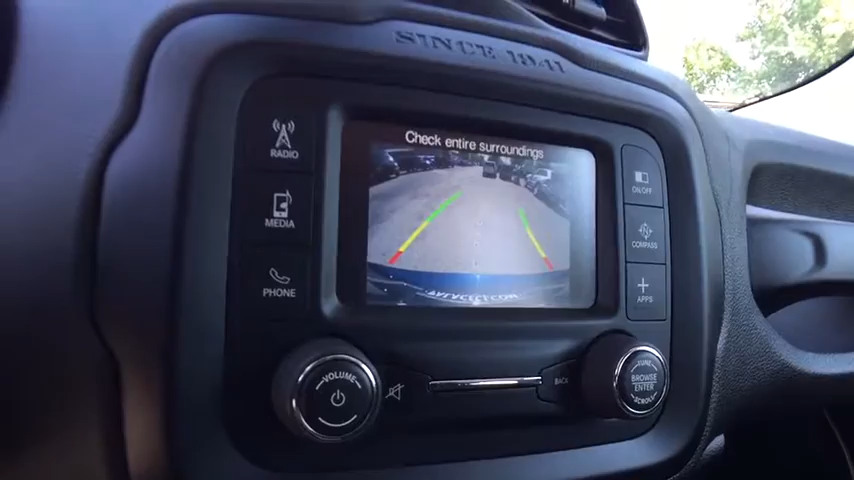 SINCE 1941
Check entire surroundings
RADIO
MEDIA
PHONE
ON/OFF
COMPASS
APPS
VOLUME
BACK
TUNE
BROWSE
ENTER
SCROLL